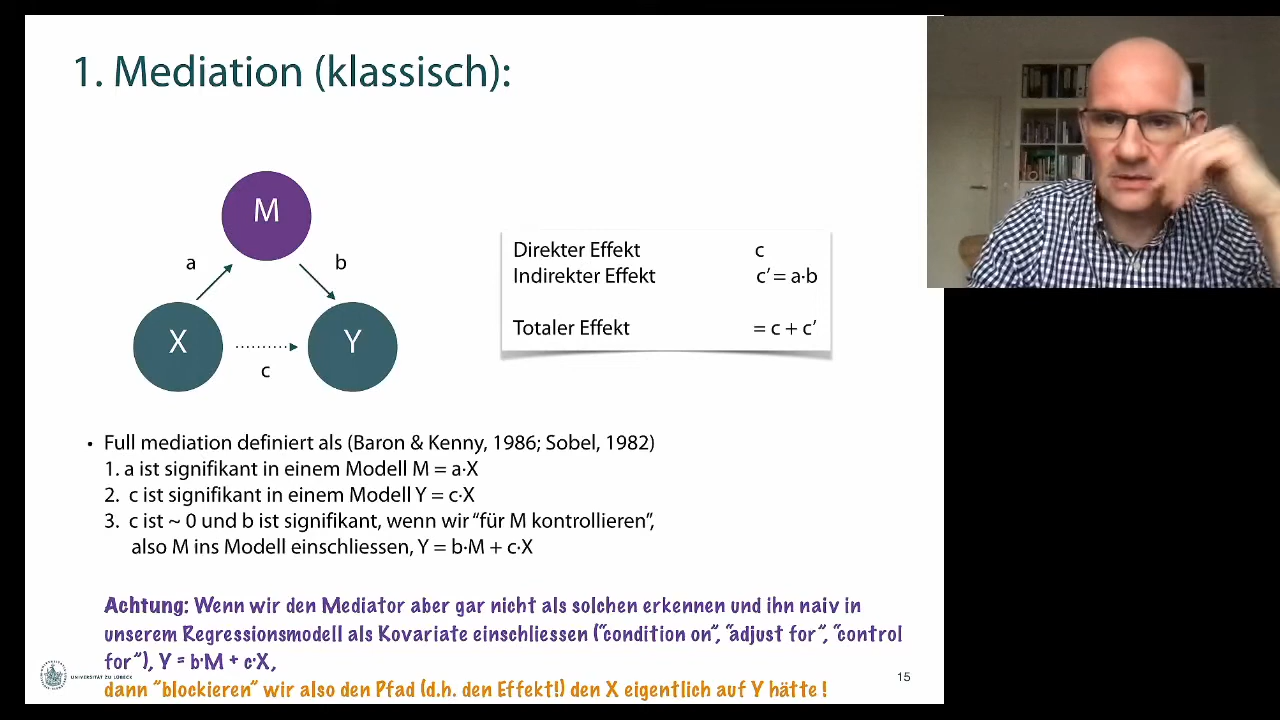 1. Mediation (klassisch):
M
a
b
X
Y
c
Direkter Effekt c
Indirekter Effekt c’ = a·b
Totaler Effekt = c + c’
• Full mediation definiert als (Baron & Kenny, 1986; Sobel, 1982)
1. a ist signifikant in einem Modell M = a·X
2. c ist signifikant in einem Modell Y = c·X
3. c ist ~ 0 und b ist signifikant, wenn wir “für M kontrollieren”,
also M ins Modell einschliessen, Y = b·M + c·X
Achtung: Wenn wir den Mediator aber gar nicht als solchen erkennen und ihn naiv in
unserem Regressionsmodell als Kovariate einschliessen (“condition on”, “adjust for”, “control
for”), Y = b·M + c·X,
dann “blockieren” wir also den Pfad (d.h. den Effekt!) den X eigentlich auf Y hätte !
UNIVERSITÄT ZU LÜBECK
15